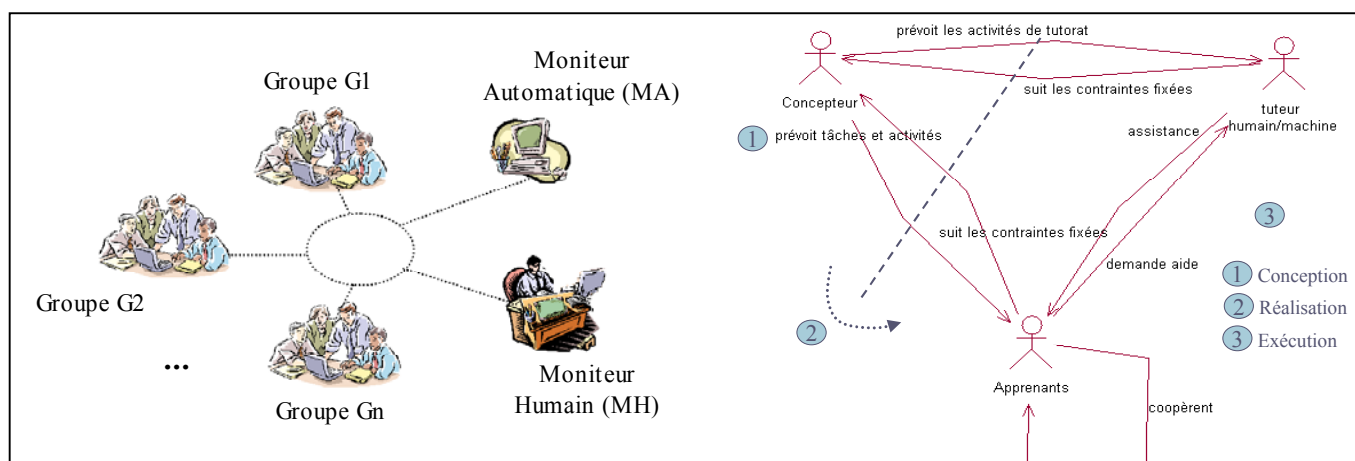 Groupe G1
Moniteur
Automatique (MA)
Groupe G2
...
Groupe Gn
Moniteur
Humain (MH)
prévoit les activités de tutorat
suit les contraintes fixées
Concepteur
tuteur
humain/machine
1 prévoit tâches et activités
assistance
3
suit les contraintes fixées
demande aide
2
1 Conception
2 Réalisation
3 Exécution
Apprenants
coopèrent